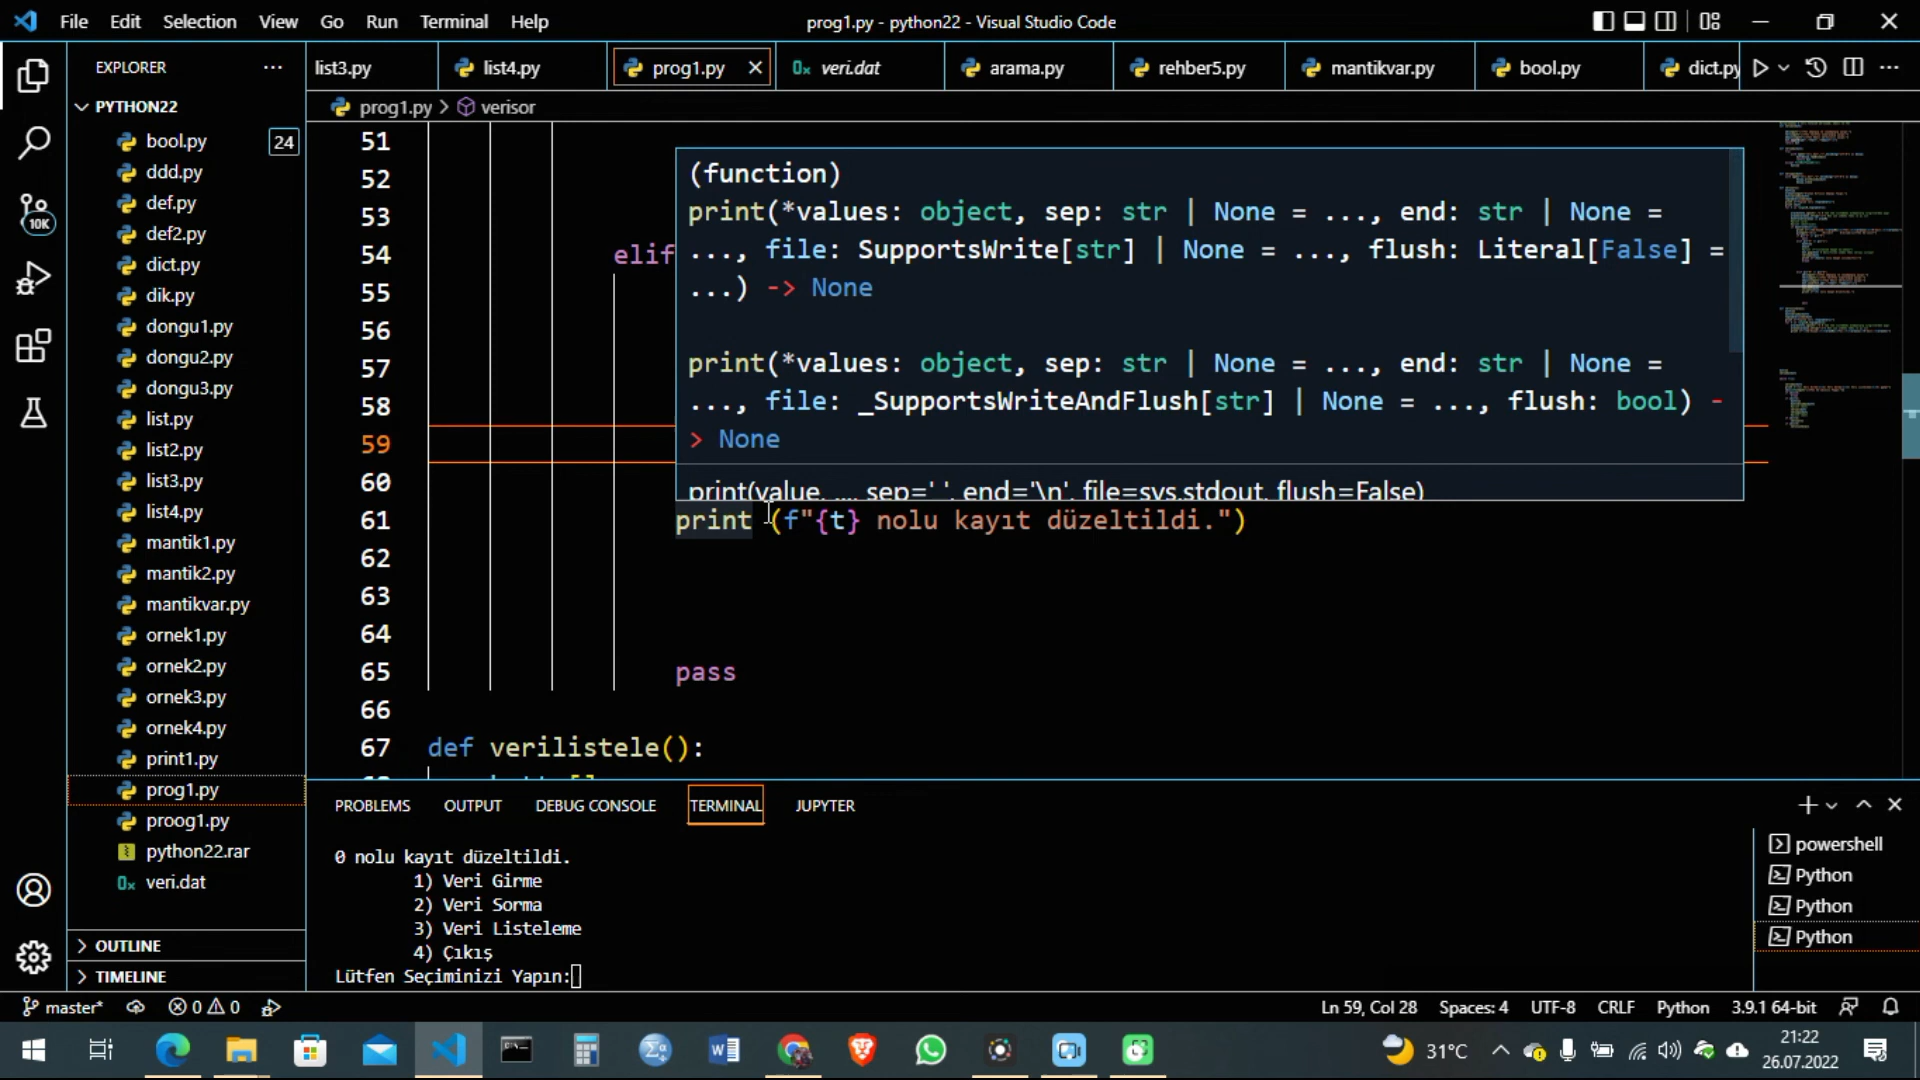 File Edit Selection View Go Run Terminal Help
prog1.py - python22 - Visual Studio Code
EXPLORER
list3.py
list4.py
prog1.py
veri.dat
arama.py
rehber5.py
mantikvar.py
bool.py
dict.py
PYTHON22
prog1.py > verisor
bool.py 24
ddd.py
def.py
def2.py
dict.py
dik.py
dongu1.py
dongu2.py
dongu3.py
list.py
list2.py
list3.py
list4.py
mantik1.py
mantik2.py
mantikvar.py
ornek1.py
ornek2.py
ornek3.py
ornek4.py
print1.py
prog1.py
proog1.py
python22.rar
veri.dat
OUTLINE
TIMELINE
10K
51
52
53
54 elif
55
56
57
58
59
60
61 print (f"{t} nolu kayıt düzeltildi.")
62
63
64
65 pass
66
67 def verilistele():
(function)
print(*values: object, sep: str | None = ..., end: str | None =
..., file: SupportsWrite[str] | None = ..., flush: Literal[False] =
...) -> None
print(*values: object, sep: str | None = ..., end: str | None =
..., file: _SupportsWriteAndFlush[str] | None = ..., flush: bool) -
> None
print(value, ..., sep=' ', end='\n', file=sys.stdout, flush=False)
PROBLEMS OUTPUT DEBUG CONSOLE TERMINAL JUPYTER
0 nolu kayıt düzeltildi.
1) Veri Girme
2) Veri Sorma
3) Veri Listeleme
4) Çıkış
Lütfen Seçiminizi Yapın:
powershell
Python
Python
Python
master* 0 0
Ln 59, Col 28 Spaces: 4 UTF-8 CRLF Python 3.9.1 64-bit
31°C
21:22
26.07.2022